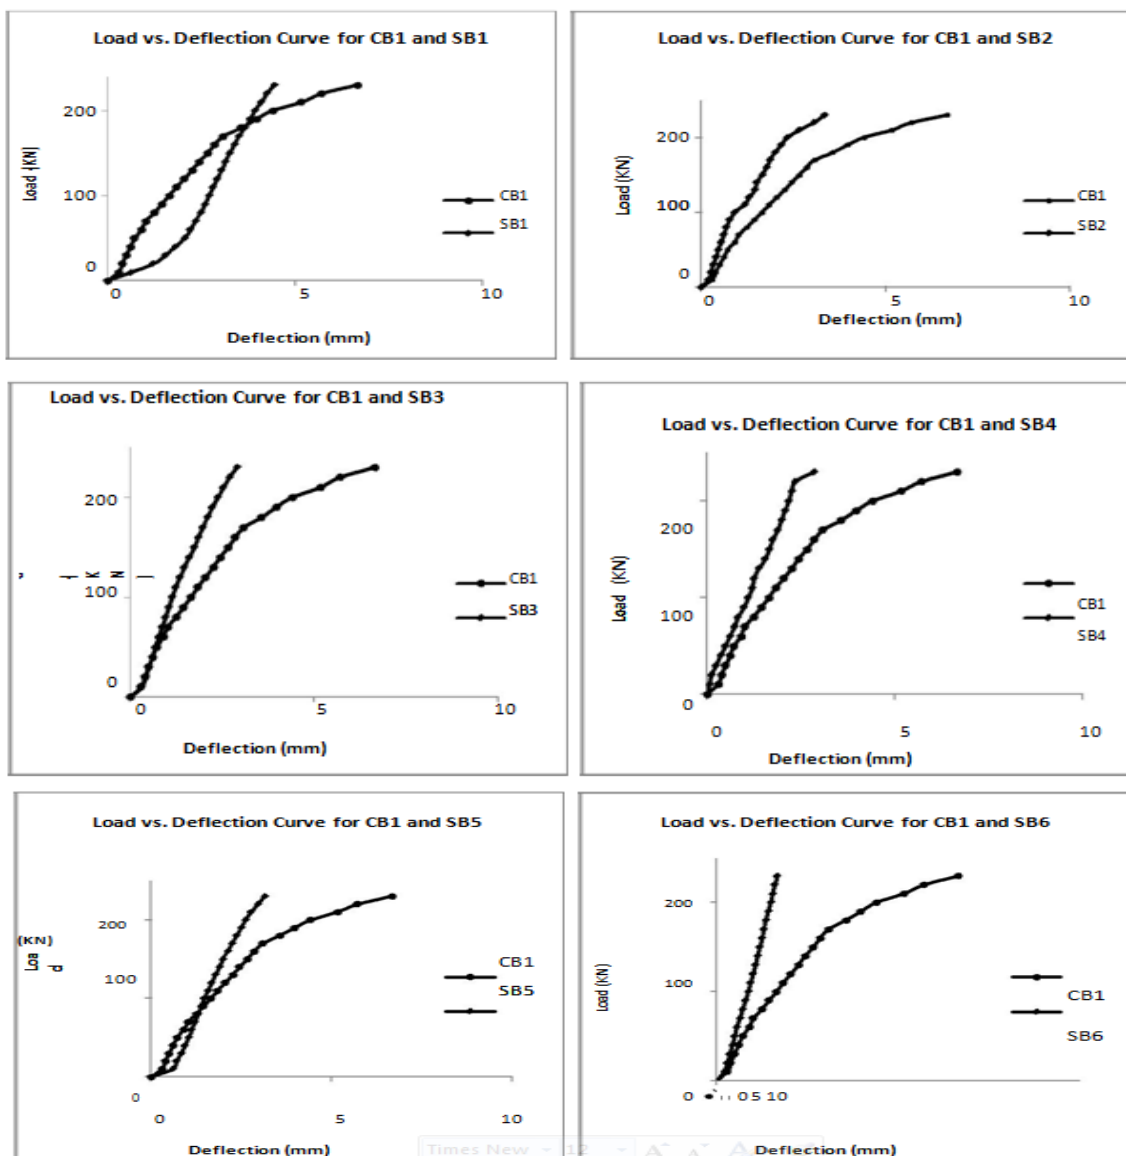 Load vs. Deflection Curve for CB1 and SB1
200
Load (KN)
100
CB1
SB1
0
0 5 10
Deflection (mm)
Load vs. Deflection Curve for CB1 and SB2
200
Load (KN)
100
CB1
SB2
0
0 5 10
Deflection (mm)
Load vs. Deflection Curve for CB1 and SB3
200
(KN)
100
CB1
SB3
0
0 5 10
Deflection (mm)
Load vs. Deflection Curve for CB1 and SB4
200
Load (KN)
100
CB1
SB4
0
0 5 10
Deflection (mm)
Load vs. Deflection Curve for CB1 and SB5
200
(KN)
Loa
d
100
CB1
SB5
0
0 5 10
Deflection (mm)
Load vs. Deflection Curve for CB1 and SB6
200
Load (KN)
100
CB1
SB6
0 0 5 10
Deflection (mm)
Times New 12